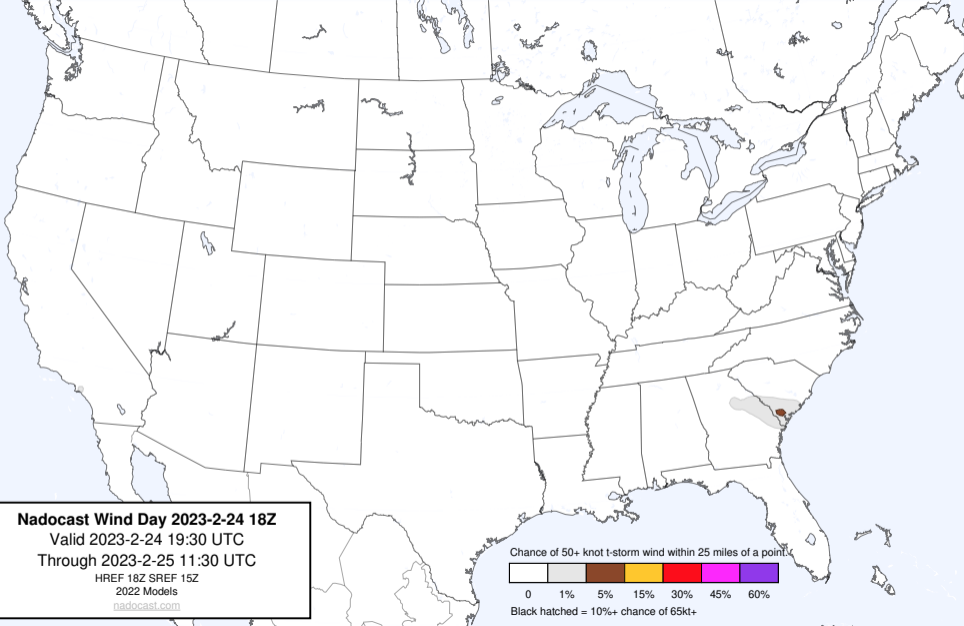 Nadocast Wind Day 2023-2-24 18Z
Valid 2023-2-24 19:30 UTC
Through 2023-2-25 11:30 UTC
HREF 18Z SREF 15Z
2022 Models
nadocast.com
Chance of 50+ knot t-storm wind within 25 miles of a point.
0 1% 5% 15% 30% 45% 60%
Black hatched = 10%+ chance of 65kt+